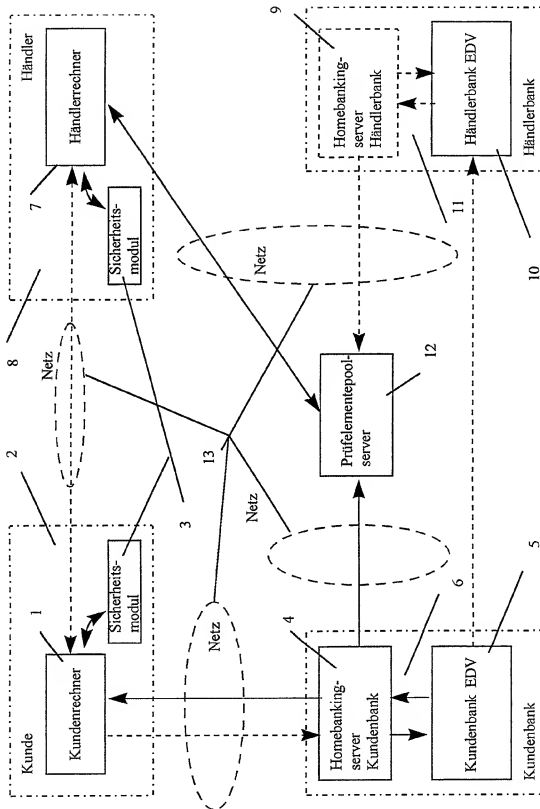 Kunde
1
Kundenrechner
Sicherheits-
modul
2
3
Netz
8
7
Händler
Händlerrechner
Sicherheits-
modul
Netz
13
Netz
Netz
4
Homebanking-
server
Kundenbank
6
Kundenbank EDV
5
Kundenbank
Prüfelementepool-
server
12
9
Homebanking-
server
Händlerbank
11
Händlerbank EDV
10
Händlerbank